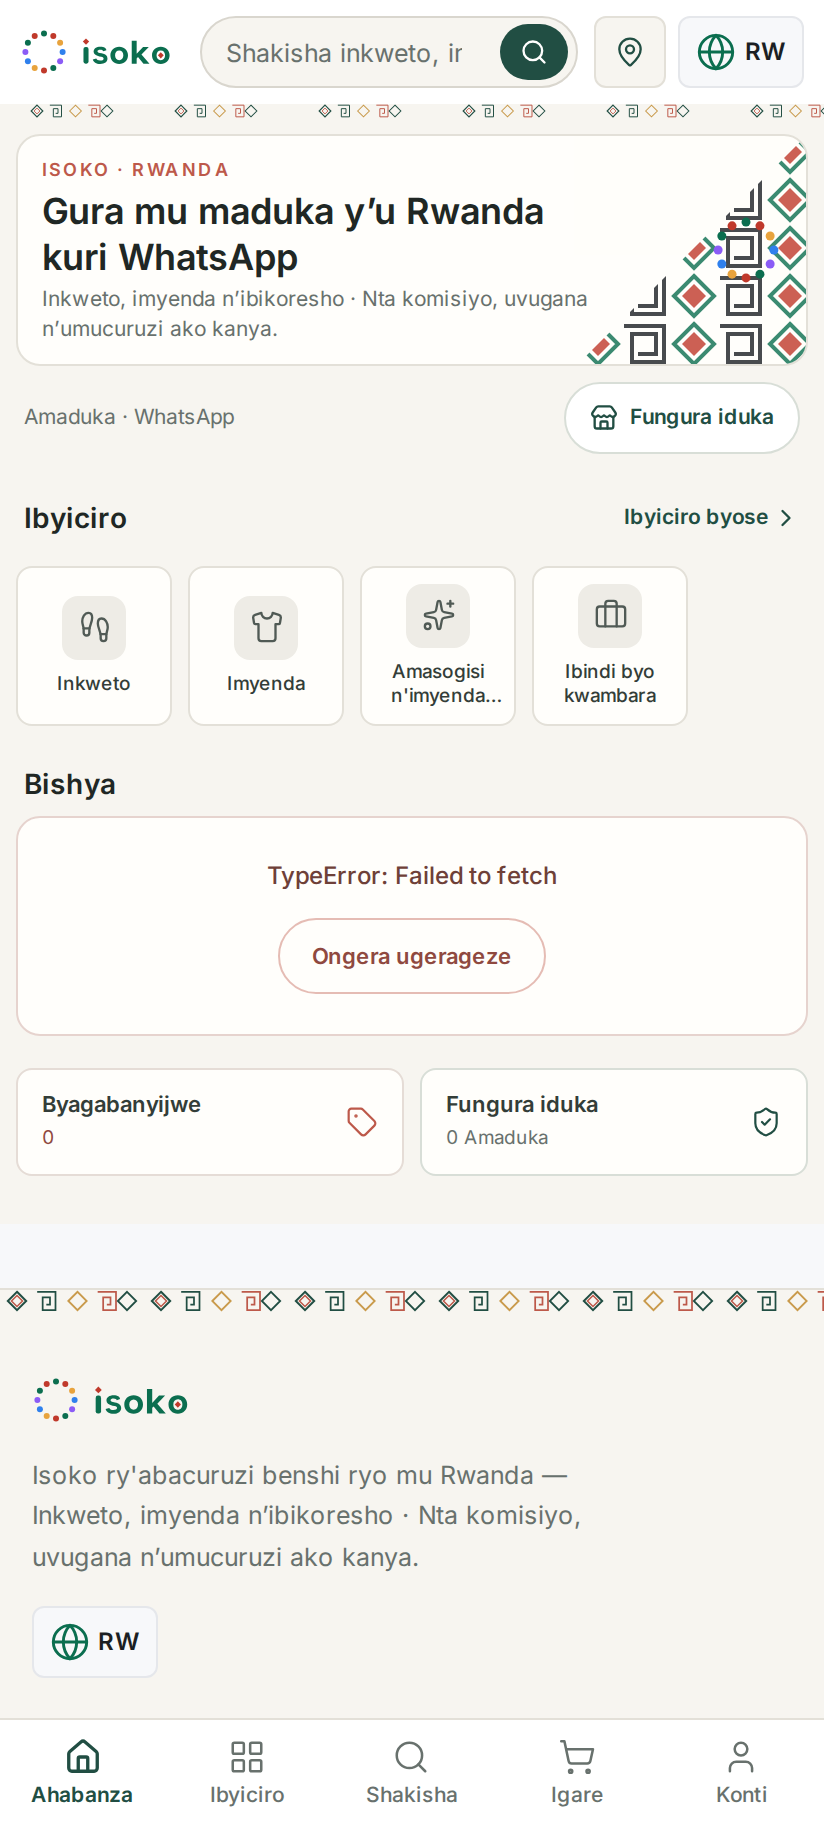 isoko
Shakisha inkweto, ir
RW
ISOKO · RWANDA
Gura mu maduka y’u Rwanda
kuri WhatsApp
Inkweto, imyenda n’ibikoresho · Nta komisiyo, uvugana
n’umucuruzi ako kanya.
Amaduka · WhatsApp
Fungura iduka
Ibyiciro
Ibyiciro byose
Inkweto
Imyenda
Amasogisi
n'imyenda...
Ibindi byo
kwambara
Bishya
TypeError: Failed to fetch
Ongera ugerageze
Byagabanyijwe
0
Fungura iduka
0 Amaduka
isoko
Isoko ry'abacuruzi benshi ryo mu Rwanda —
Inkweto, imyenda n’ibikoresho · Nta komisiyo,
uvugana n’umucuruzi ako kanya.
RW
Ahabanza
Ibyiciro
Shakisha
Igare
Konti